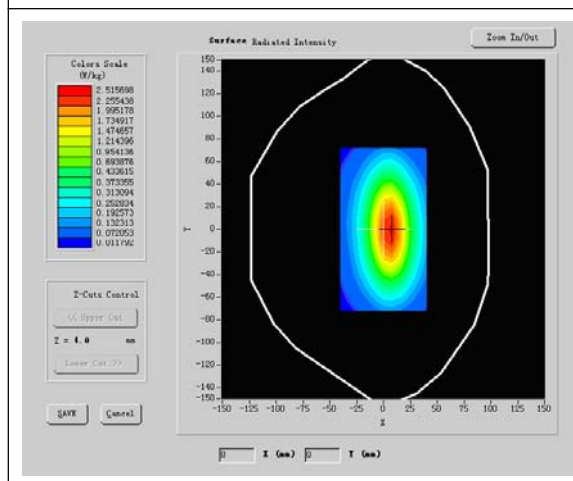 Surface Radiated Intensity
Zoom In/Out
Colors Scale
(W/kg)
2.515698
2.255438
1.995178
1.734917
1.474657
1.214396
0.954136
0.693876
0.433615
0.373355
0.313094
0.252834
0.192573
0.132313
0.072053
0.011792
150
140
120
100
80
60
40
20
0
-20
-40
-60
-80
-100
-120
-140
-150
Y
-150 -125 -100 -75 -50 -25 0 25 50 75 100 125 150
X
Z-Cuts Control
<< Upper Cut
Z = 4.0 mm
Lower Cut >>
SAVE
Cancel
0 X (mm) 0 Y (mm)